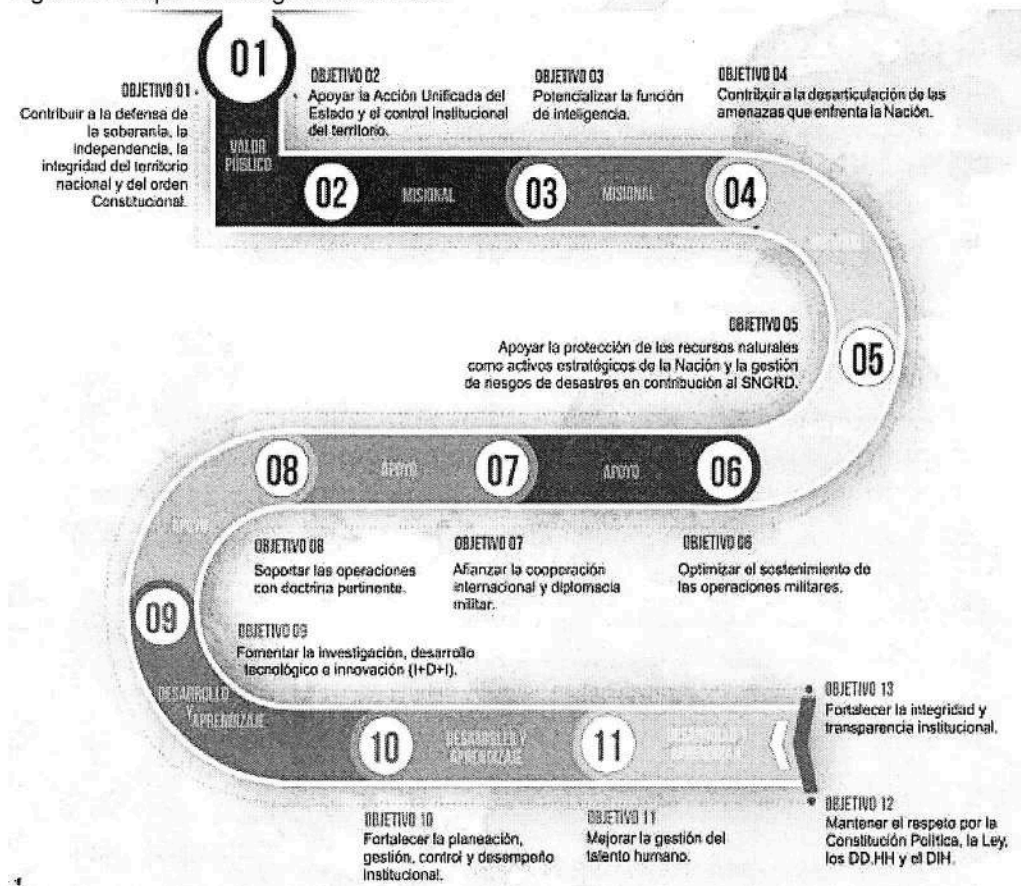 01
OBJETIVO 01
Contribuir a la defensa de
la soberanía, la
independencia, la
integridad del territorio
nacional y del orden
Constitucional.
VALOR
PÚBLICO
OBJETIVO 02
Apoyar la Acción Unificada del
Estado y el control institucional
del territorio.
OBJETIVO 03
Potencializar la función
de inteligencia.
OBJETIVO 04
Contribuir a la desarticulación de las
amenazas que enfrenta la Nación.
02
MISIONAL
03
MISIONAL
04
OBJETIVO 05
Apoyar la protección de los recursos naturales
como activos estratégicos de la Nación y la gestión
de riesgos de desastres en contribución al SNGRD.
05
08
APOYO
07
APOYO
06
OBJETIVO 08
Soportar las operaciones
con doctrina pertinente.
OBJETIVO 07
Afianzar la cooperación
internacional y diplomacia
militar.
OBJETIVO 06
Optimizar el sostenimiento de
las operaciones militares.
09
OBJETIVO 09
Fomentar la investigación, desarrollo
tecnológico e innovación (I+D+I).
DESARROLLO
Y APRENDIZAJE
10
DESARROLLO Y
APRENDIZAJE
11
OBJETIVO 13
Fortalecer la integridad y
transparencia institucional.
OBJETIVO 10
Fortalecer la planeación,
gestión, control y desempeño
institucional.
OBJETIVO 11
Mejorar la gestión del
talento humano.
OBJETIVO 12
Mantener el respeto por la
Constitución Política, la Ley,
los DD.HH y el DIH.